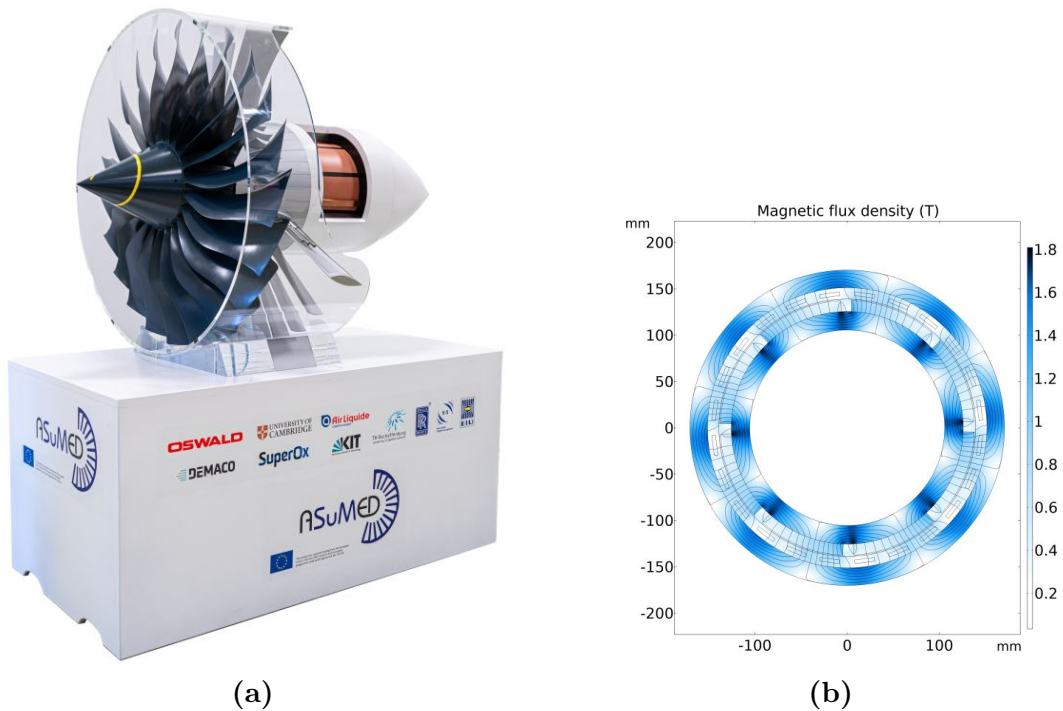 ASuMED
OSWALD
UNIVERSITY OF
CAMBRIDGE
Air Liquide
DEMACO
SuperOx
KIT
ASuMED
(a)
Magnetic flux density (T)
mm
200
150
100
50
0
-50
-100
-150
-200
-100
0
100
mm
1.8
1.6
1.4
1.2
1
0.8
0.6
0.4
0.2
(b)